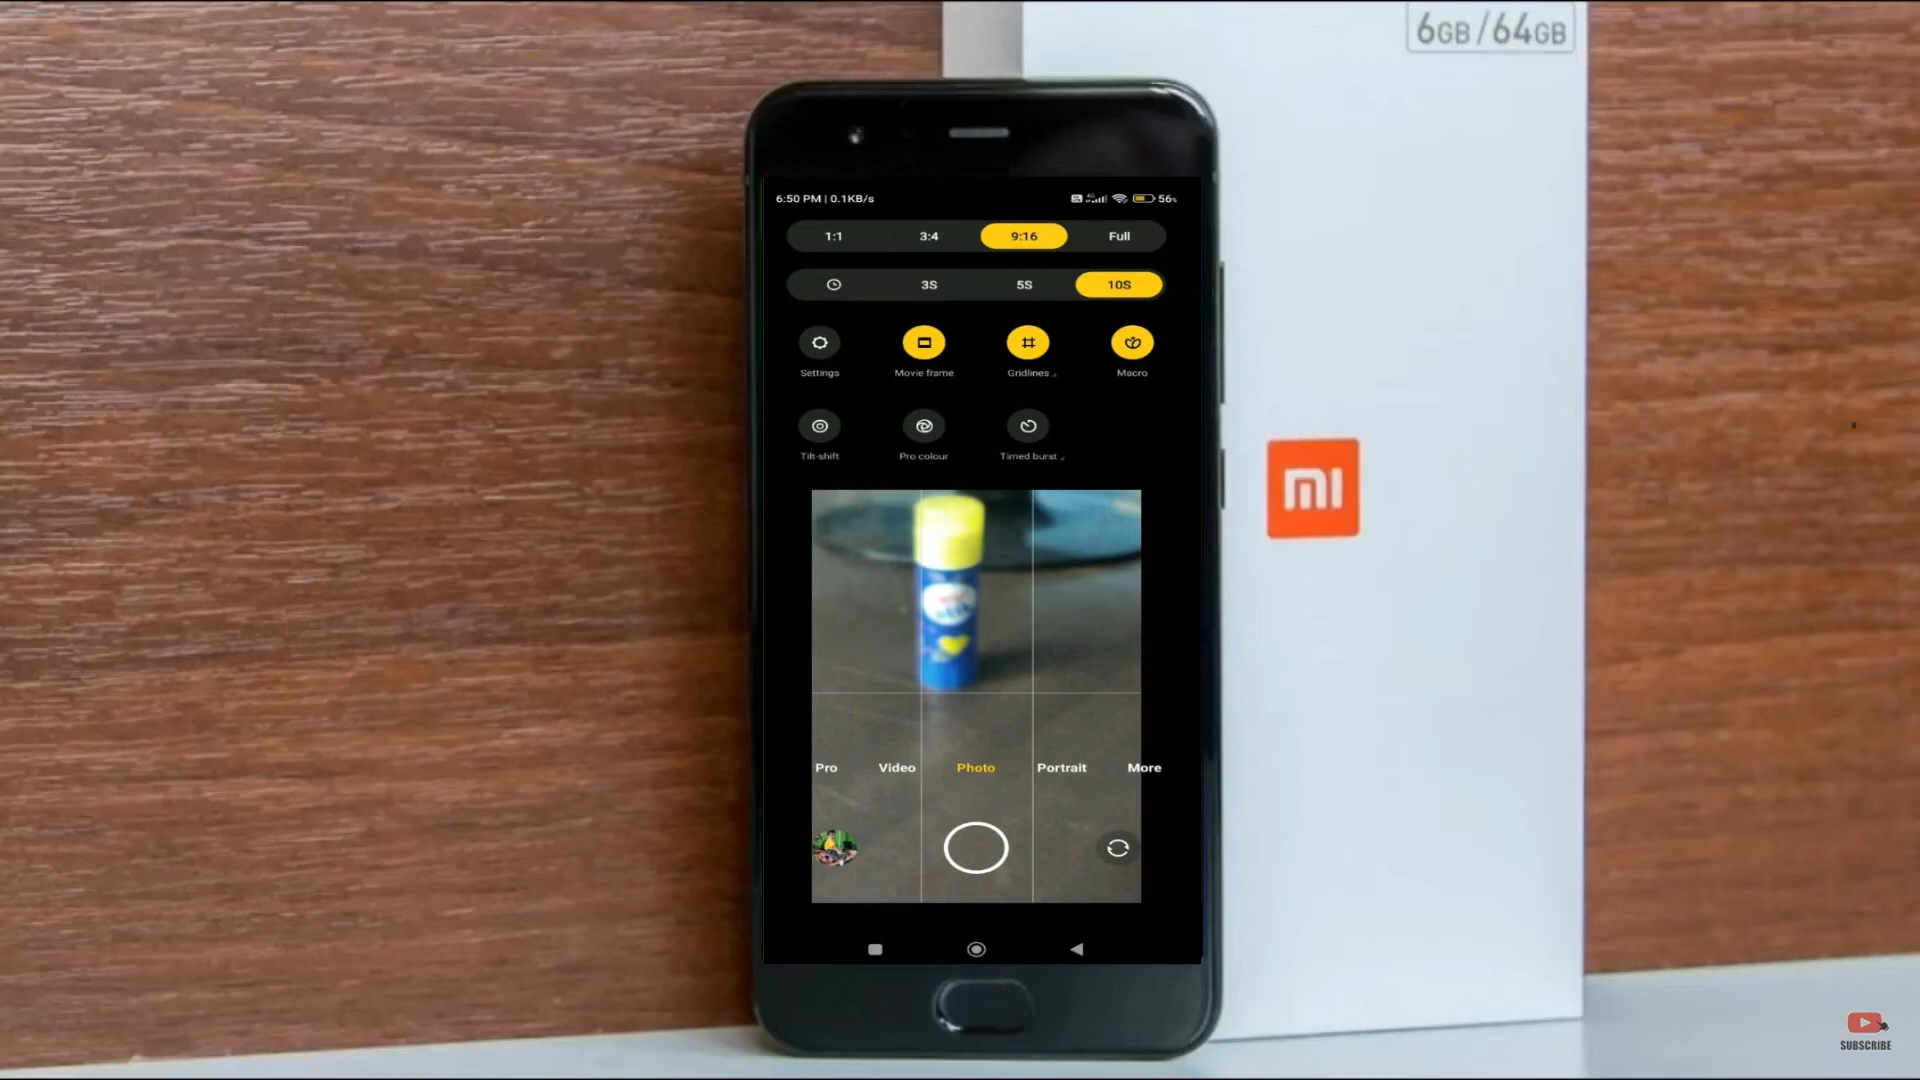 6GB/64GB
6:50 PM | 0.1KB/s
4G
56%
1:1 3:4 9:16 Full
3S 5S 10S
Settings Movie frame Gridlines Macro
Tilt-shift Pro colour Timed burst
mi
Pro Video Photo Portrait More
SUBSCRIBE